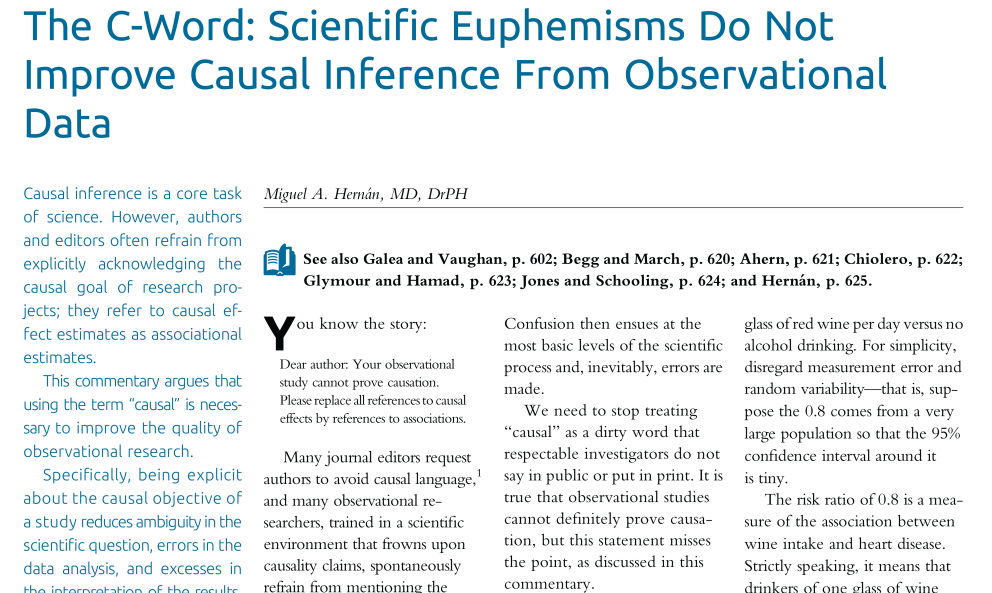 The C-Word: Scientific Euphemisms Do Not
Improve Causal Inference From Observational
Data
Causal inference is a core task
of science. However, authors
and editors often refrain from
explicitly acknowledging the
causal goal of research pro-
jects; they refer to causal ef-
fect estimates as associational
estimates.
This commentary argues that
using the term “causal” is neces-
sary to improve the quality of
observational research.
Specifically, being explicit
about the causal objective of
a study reduces ambiguity in the
scientific question, errors in the
data analysis, and excesses in
the interpretation of the results.
Miguel A. Hernán, MD, DrPH
See also Galea and Vaughan, p. 602; Begg and March, p. 620; Ahern, p. 621; Chiolero, p. 622;
Glymour and Hamad, p. 623; Jones and Schooling, p. 624; and Hernán, p. 625.
You know the story:
Dear author: Your observational
study cannot prove causation.
Please replace all references to causal
effects by references to associations.
Many journal editors request
authors to avoid causal language,1
and many observational re-
searchers, trained in a scientific
environment that frowns upon
causality claims, spontaneously
refrain from mentioning the
Confusion then ensues at the
most basic levels of the scientific
process and, inevitably, errors are
made.
We need to stop treating
“causal” as a dirty word that
respectable investigators do not
say in public or put in print. It is
true that observational studies
cannot definitely prove causa-
tion, but this statement misses
the point, as discussed in this
commentary.
glass of red wine per day versus no
alcohol drinking. For simplicity,
disregard measurement error and
random variability—that is, sup-
pose the 0.8 comes from a very
large population so that the 95%
confidence interval around it
is tiny.
The risk ratio of 0.8 is a mea-
sure of the association between
wine intake and heart disease.
Strictly speaking, it means that
drinkers of one glass of wine